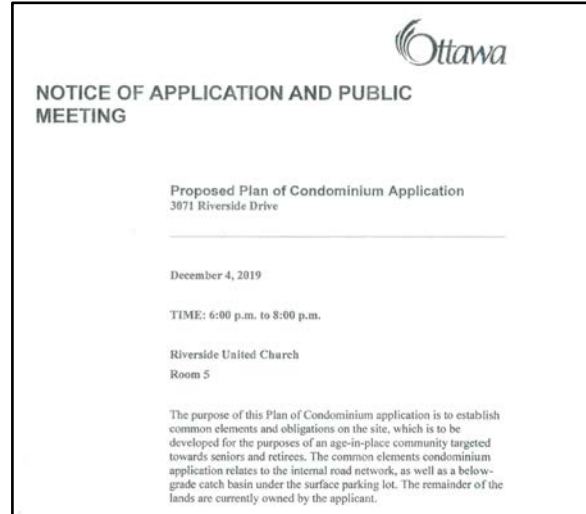 Ottawa
NOTICE OF APPLICATION AND PUBLIC
MEETING
Proposed Plan of Condominium Application
3071 Riverside Drive
December 4, 2019
TIME: 6:00 p.m. to 8:00 p.m.
Riverside United Church
Room 5
The purpose of this Plan of Condominium application is to establish
common elements and obligations on the site, which is to be
developed for the purposes of an age-in-place community targeted
towards seniors and retirees. The common elements condominium
application relates to the internal road network, as well as a below-
grade catch basin under the surface parking lot. The remainder of the
lands are currently owned by the applicant.